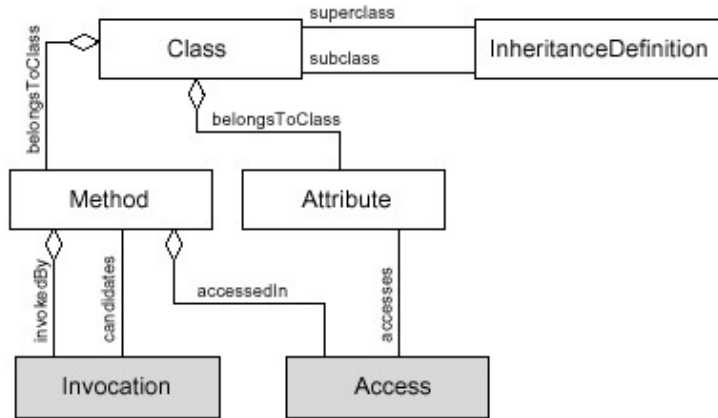 superclass
Class
InheritanceDefinition
subclass
belongsToClass
belongsToClass
Method
Attribute
invokedBy
candidates
accessedIn
accesses
Invocation
Access